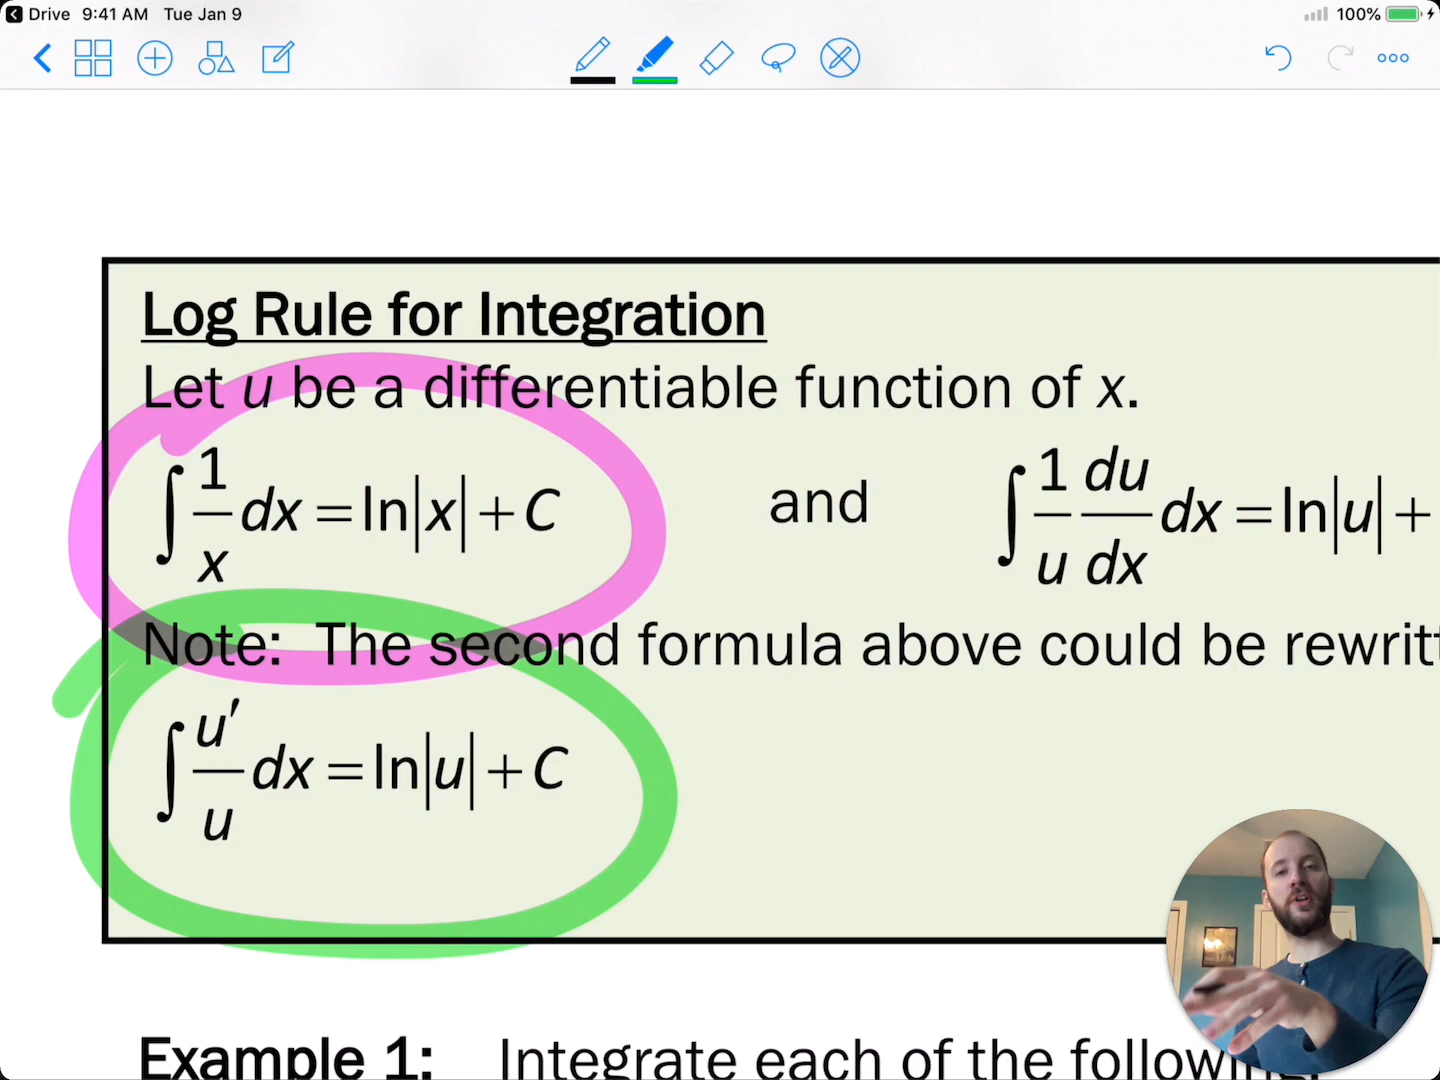 Drive 9:41 AM Tue Jan 9 100%
Log Rule for Integration
Let u be a differentiable function of x.
∫ 1/x dx = ln|x| + C and ∫ 1/u du/dx dx = ln|u| +
Note: The second formula above could be rewritt
∫ u′/u dx = ln|u| + C
Example 1: Integrate each of the following